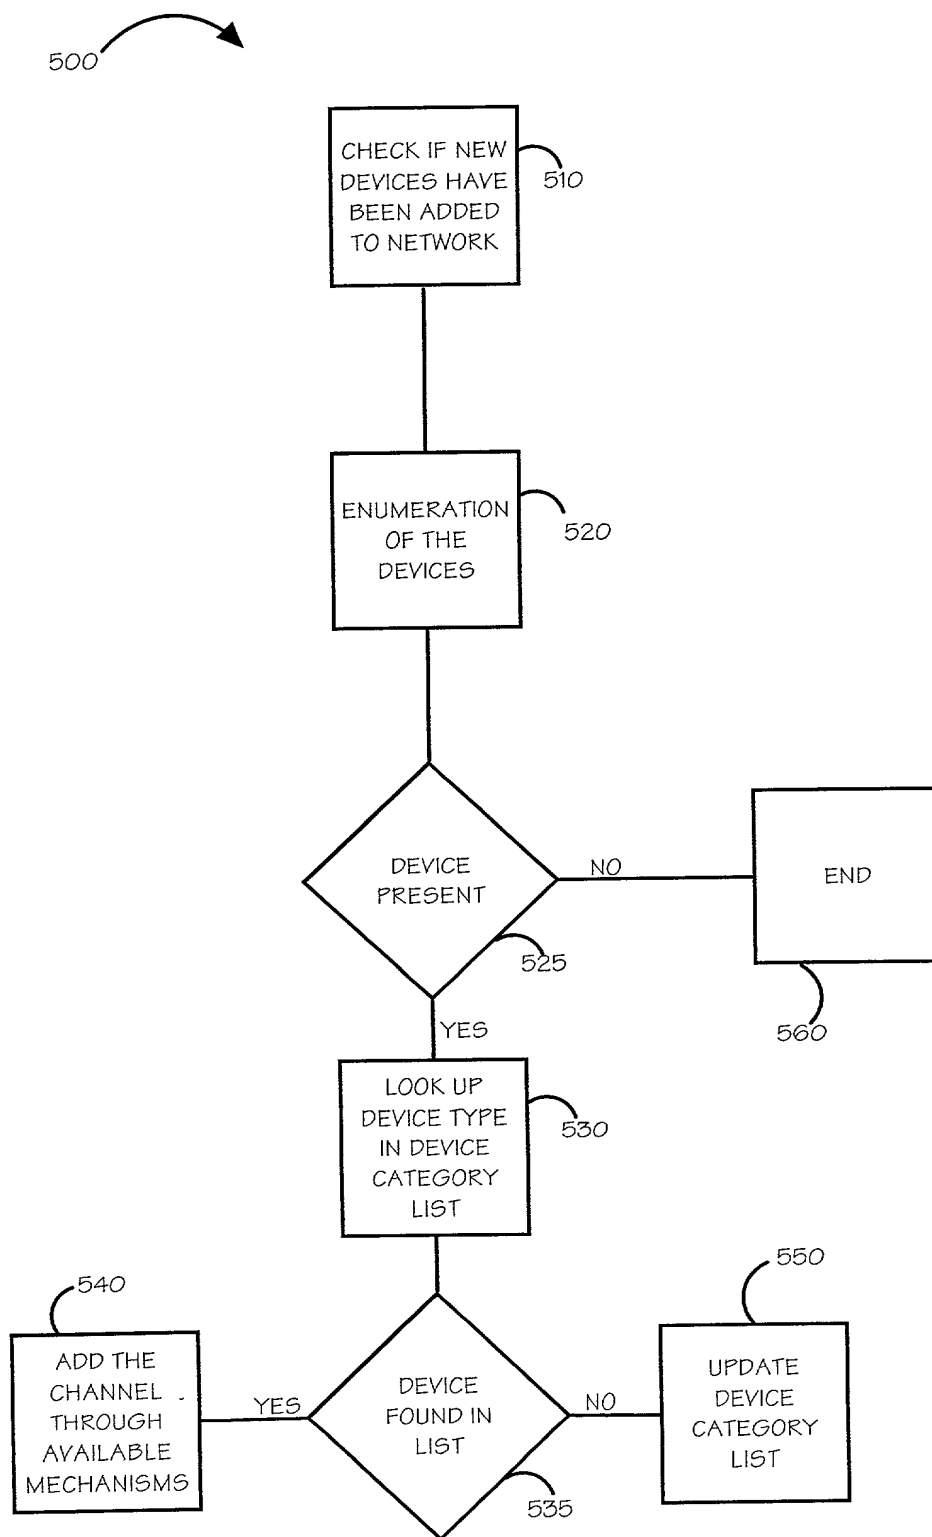 500
CHECK IF NEW
DEVICES HAVE
BEEN ADDED
TO NETWORK
510
ENUMERATION
OF THE
DEVICES
520
DEVICE
PRESENT
NO
END
525
560
YES
LOOK UP
DEVICE TYPE
IN DEVICE
CATEGORY
LIST
530
540
550
ADD THE
CHANNEL
THROUGH
AVAILABLE
MECHANISMS
YES
DEVICE
FOUND IN
LIST
NO
UPDATE
DEVICE
CATEGORY
LIST
535